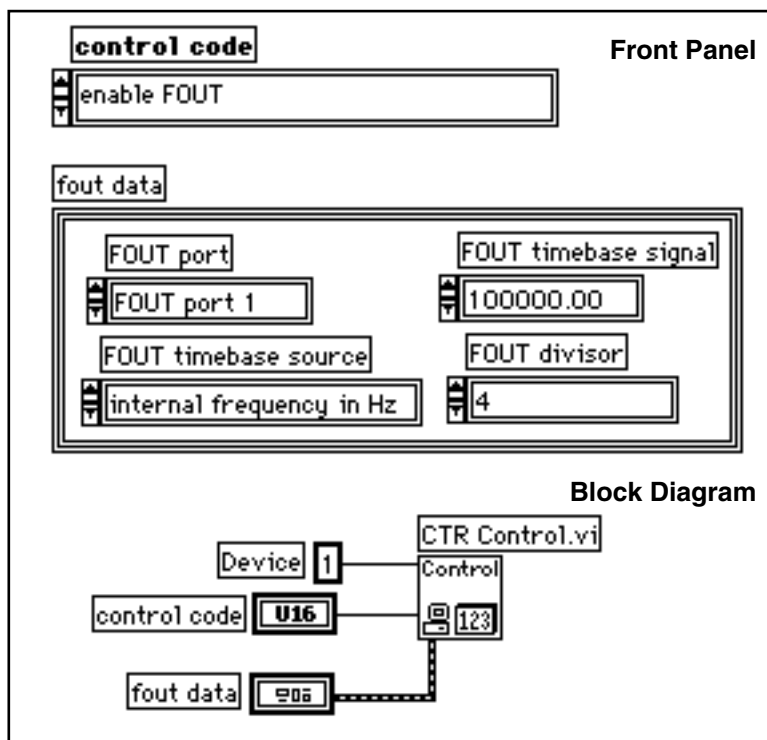 control code
Front Panel
enable FOUT
fout data
FOUT port
FOUT timebase signal
FOUT port 1
100000.00
FOUT timebase source
FOUT divisor
internal frequency in Hz
4
Block Diagram
CTR Control.vi
Device 1
Control
control code U16
123
fout data